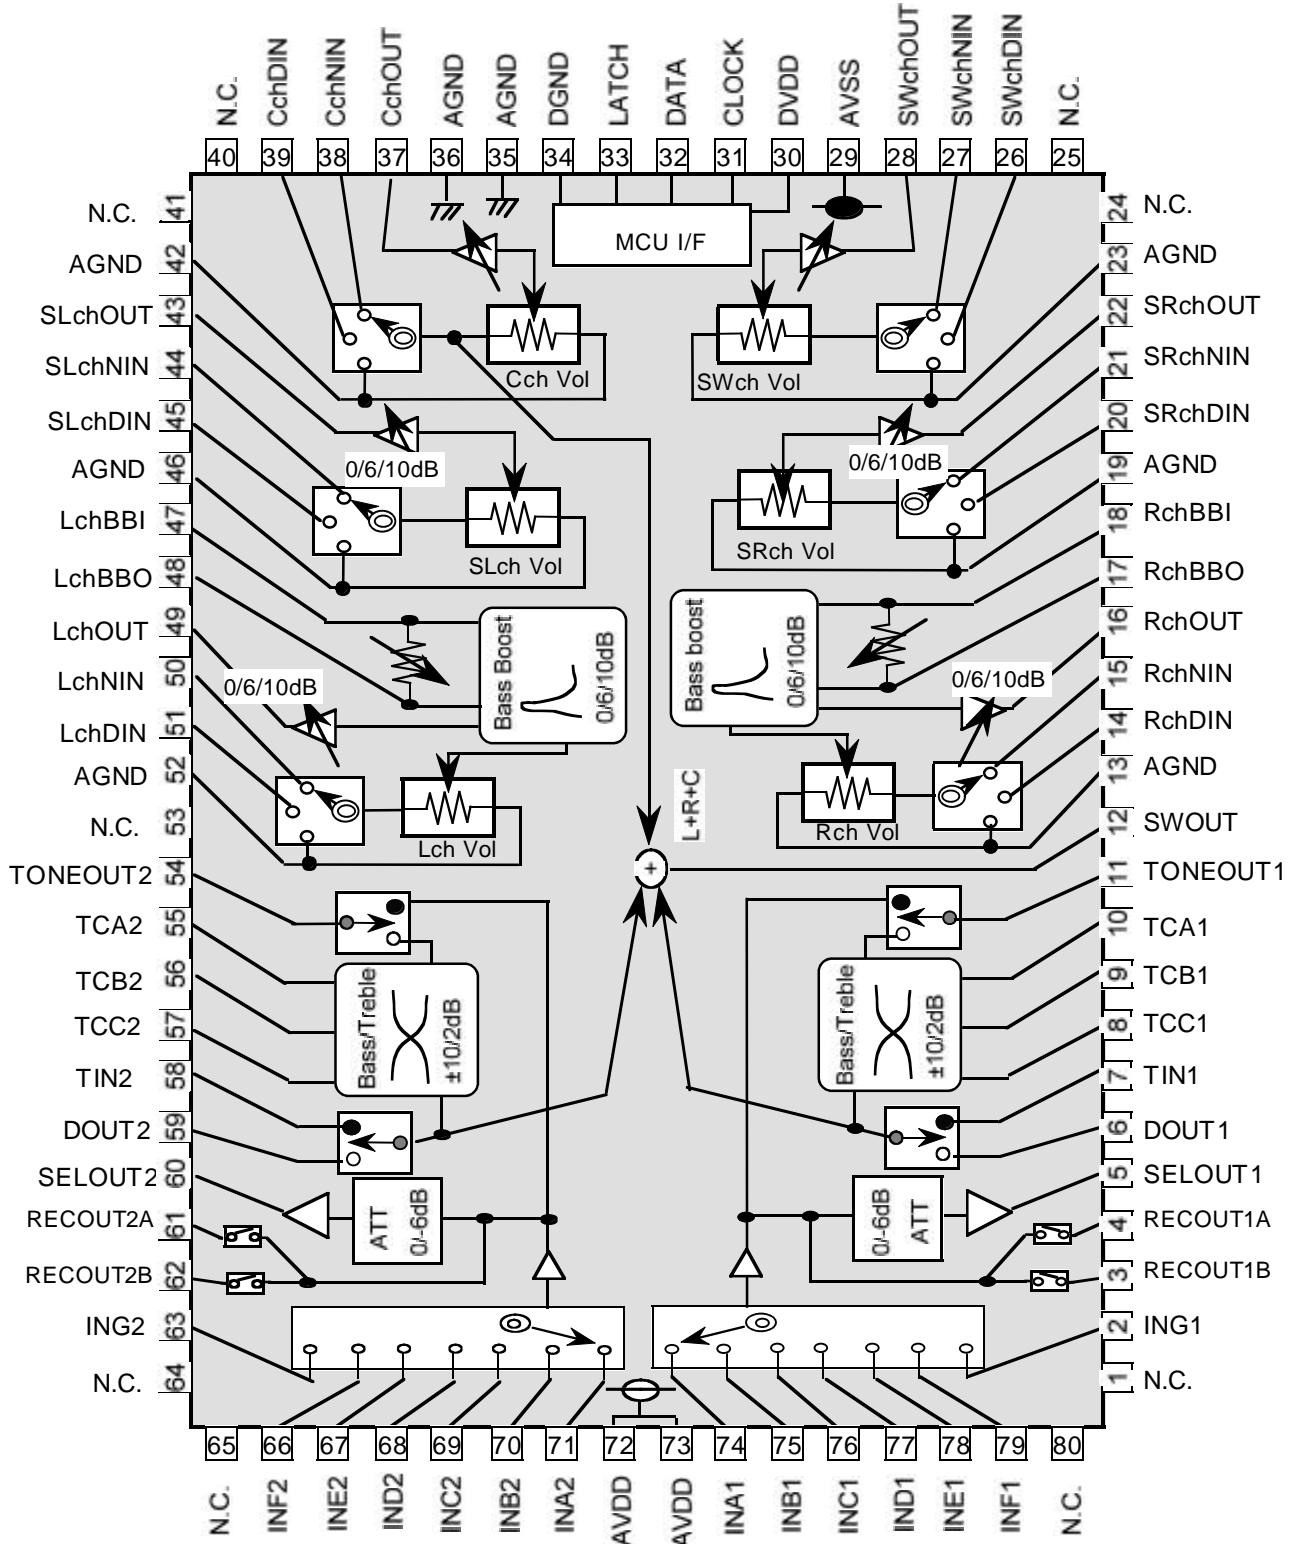 N.C.
CchDIN
CchNIN
CchOUT
AGND
AGND
DGND
LATCH
DATA
CLOCK
DVDD
AVSS
SWchOUT
SWchNIN
SWchDIN
N.C.
40 39 38 37 36 35 34 33 32 31 30 29 28 27 26 25
N.C. 41
AGND 42
SLchOUT 43
SLchNIN 44
SLchDIN 45
AGND 46
LchBBI 47
LchBBO 48
LchOUT 49
LchNIN 50
LchDIN 51
AGND 52
N.C. 53
TONEOUT2 54
TCA2 55
TCB2 56
TCC2 57
TIN2 58
DOUT2 59
SELOUT2 60
RECOUT2A 61
RECOUT2B 62
ING2 63
N.C. 64
MCU I/F
Cch Vol
SWch Vol
0/6/10dB
0/6/10dB
SLch Vol
SRch Vol
Bass Boost
0/6/10dB
Bass boost
0/6/10dB
0/6/10dB
0/6/10dB
Lch Vol
L+R+C
Rch Vol
+
Bass/Treble
±10/2dB
Bass/Treble
±10/2dB
ATT
0/-6dB
0/-6dB
ATT
24 N.C.
23 AGND
22 SRchOUT
21 SRchNIN
20 SRchDIN
19 AGND
18 RchBBI
17 RchBBO
16 RchOUT
15 RchNIN
14 RchDIN
13 AGND
12 SWOUT
11 TONEOUT1
10 TCA1
9 TCB1
8 TCC1
7 TIN1
6 DOUT1
5 SELOUT1
4 RECOUT1A
3 RECOUT1B
2 ING1
1 N.C.
65 66 67 68 69 70 71 72 73 74 75 76 77 78 79 80
N.C.
INF2
INE2
IND2
INC2
INB2
INA2
AVDD
AVDD
INA1
INB1
INC1
IND1
INE1
INF1
N.C.